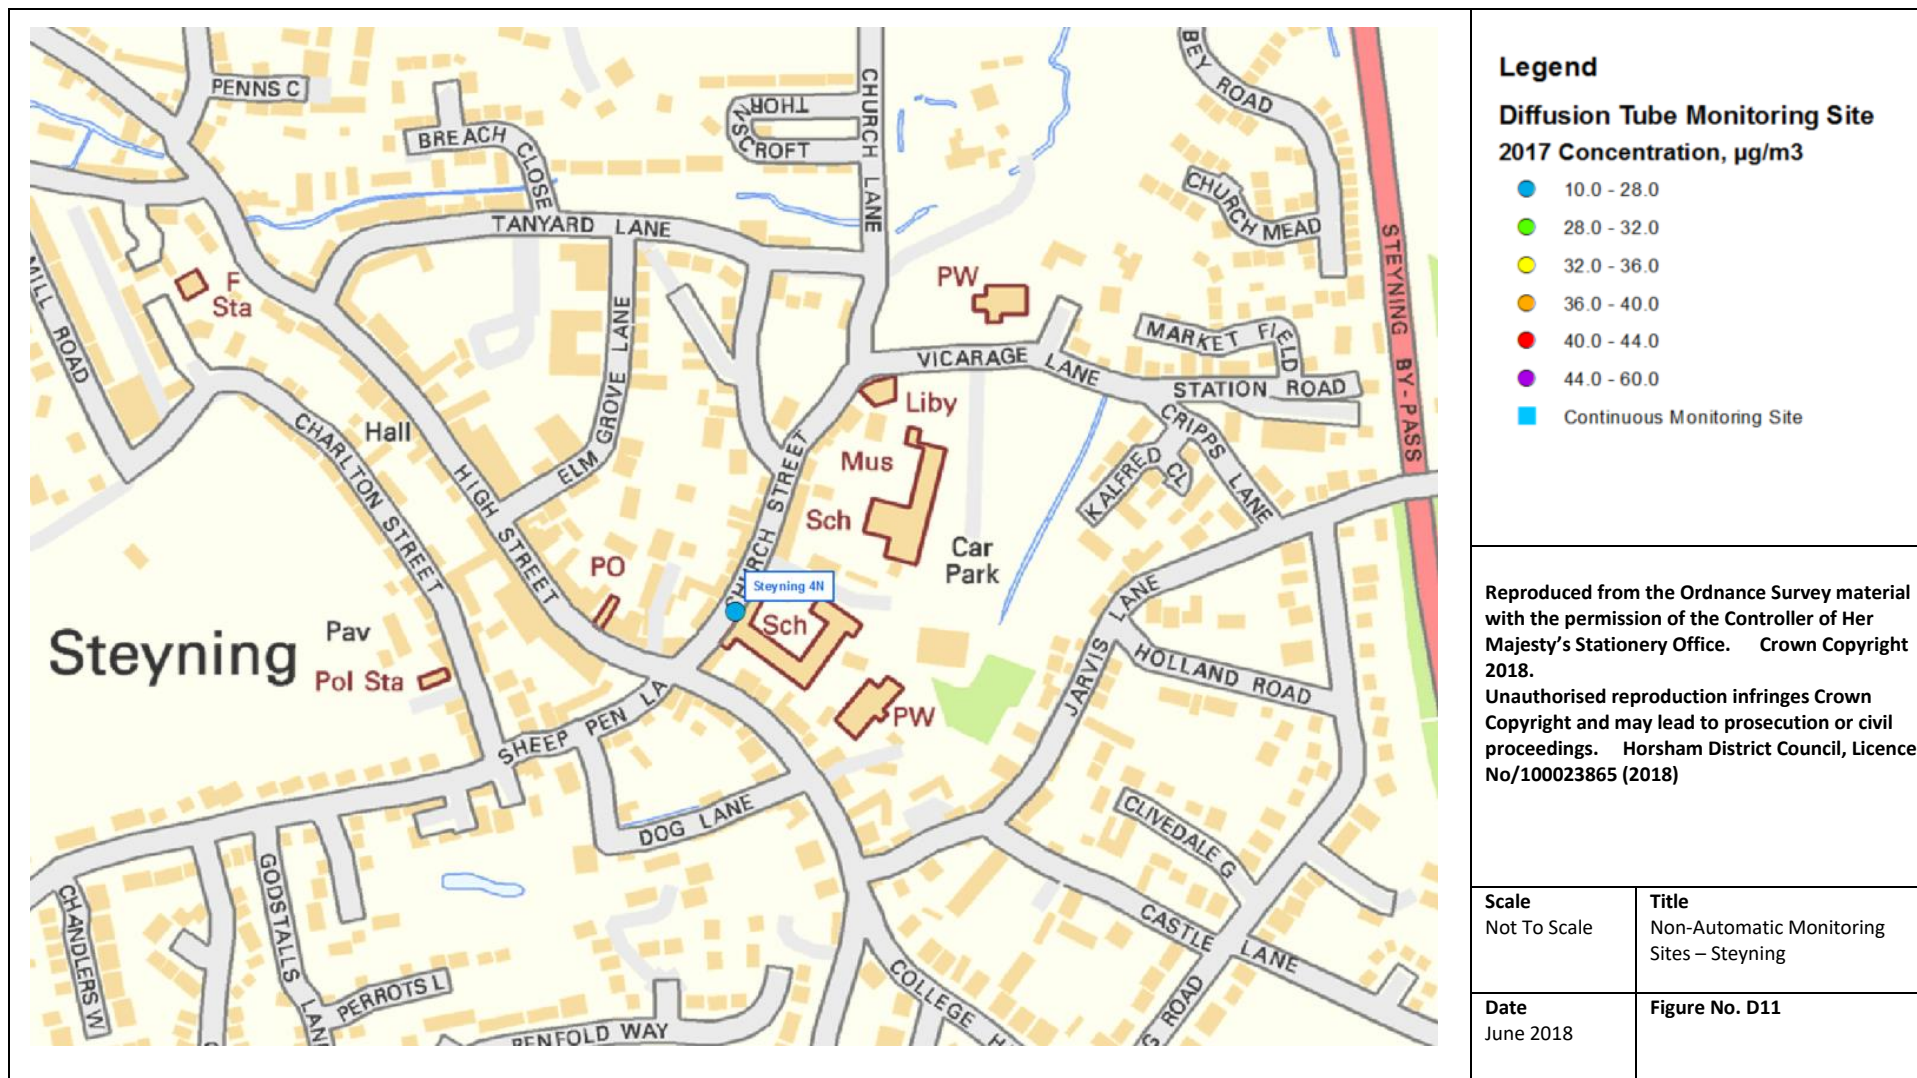 PENNS C
BREACH
CLOSE
THOR
NSCROFT
CHURCH LANE
BEY ROAD
CHURCH MEAD
STEYNING BY-PASS
TANYARD LANE
F
Sta
MILL ROAD
PW
MARKET FIELD
VICARAGE LANE
STATION ROAD
ELM GROVE LANE
Liby
CRIPPS LANE
Hall
CHARLTON STREET
HIGH STREET
CHURCH STREET
Mus
KALFRED CL
Sch
Car
Park
PO
Steyning 4N
Sch
JARVIS LANE
Steyning
Pav
Pol Sta
HOLLAND ROAD
SHEEP PEN LA
PW
DOG LANE
CLIVEDALE G
GODSTALLS LAN
CHANDLERS W
CASTLE LANE
PERROTS L
COLLEGE H
PENFOLD WAY
G ROAD
Legend
Diffusion Tube Monitoring Site
2017 Concentration, µg/m3
10.0 - 28.0
28.0 - 32.0
32.0 - 36.0
36.0 - 40.0
40.0 - 44.0
44.0 - 60.0
Continuous Monitoring Site
Reproduced from the Ordnance Survey material
with the permission of the Controller of Her
Majesty’s Stationery Office. Crown Copyright
2018.
Unauthorised reproduction infringes Crown
Copyright and may lead to prosecution or civil
proceedings. Horsham District Council, Licence
No/100023865 (2018)
Scale
Not To Scale
Title
Non-Automatic Monitoring
Sites – Steyning
Date
June 2018
Figure No. D11